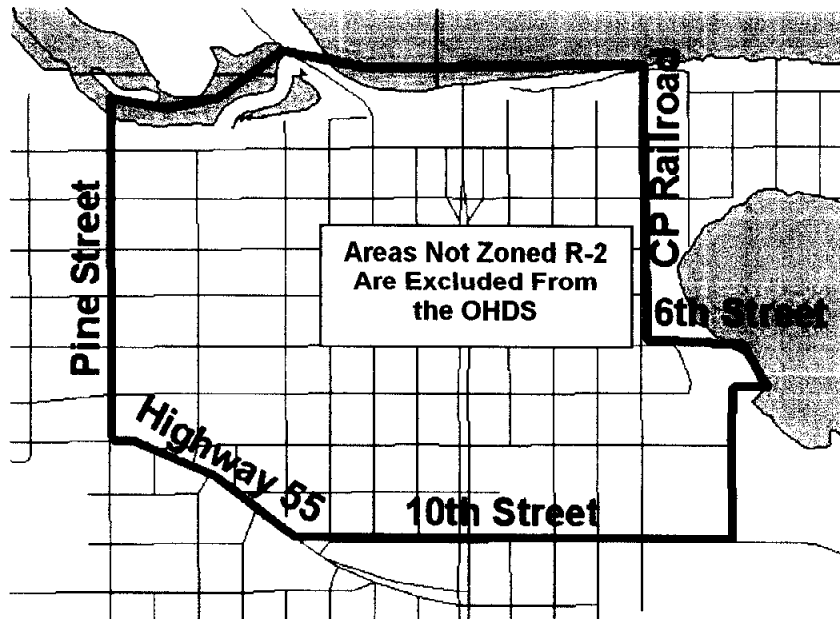 Pine Street
CP Railroad
Areas Not Zoned R-2
Are Excluded From
the OHDS
6th Street
Highway 55
10th Street